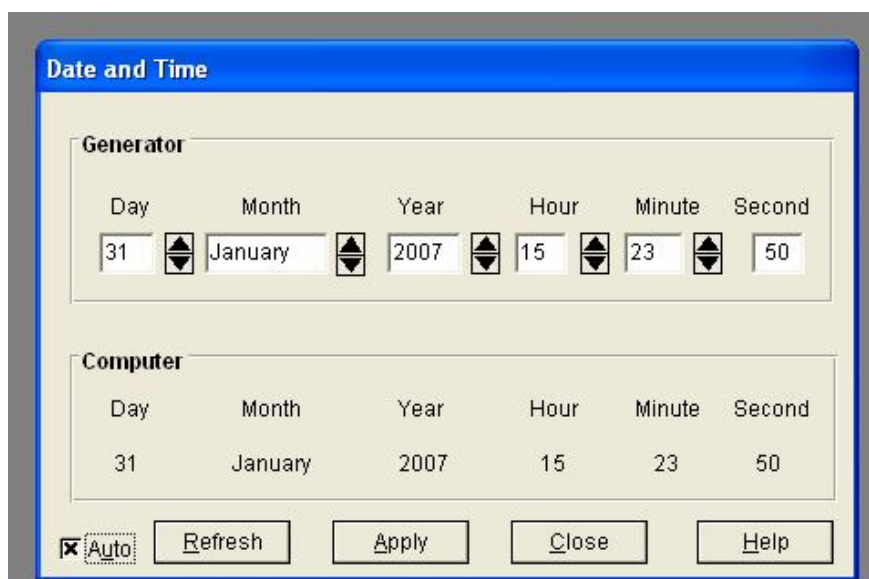 Date and Time
Generator
Day Month Year Hour Minute Second
31 January 2007 15 23 50
Computer
Day Month Year Hour Minute Second
31 January 2007 15 23 50
Auto Refresh Apply Close Help